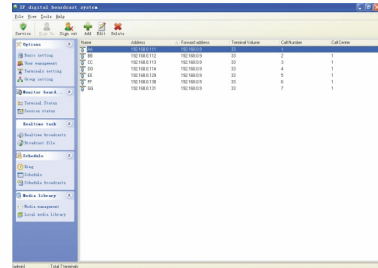 IP digital broadcast system
File View Tools Help
Service Sign in Sign out Add Edit Delete
Options
Basic setting
User management
Terminals setting
Group setting
Monitor board...
Terminal Status
Session status
Realtime task
Realtime broadcasts
Broadcast file
Schedule
Ring
Schedule
Schedule broadcasts
Media library
Media management
Local media library
Name Address Forward address Terminal Volume Call Number Call Center
AA 192.168.0.111 192.168.0.9 33 1 1
BB 192.168.0.112 192.168.0.9 33 2 1
CC 192.168.0.113 192.168.0.9 33 3 1
DD 192.168.0.114 192.168.0.9 33 4 1
EE 192.168.0.129 192.168.0.9 33 5 1
FF 192.168.0.130 192.168.0.9 33 6 1
GG 192.168.0.131 192.168.0.9 33 7 1
Total Terminals